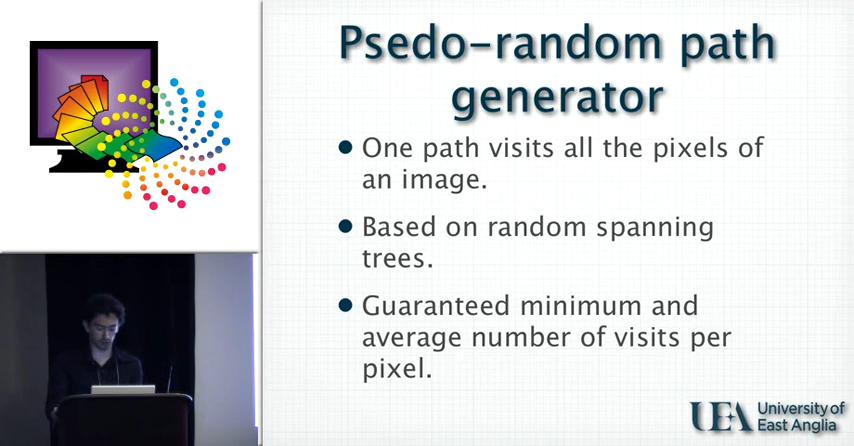 Psedo-random path
generator
• One path visits all the pixels of
an image.
• Based on random spanning
trees.
• Guaranteed minimum and
average number of visits per
pixel.
UEA University of
East Anglia